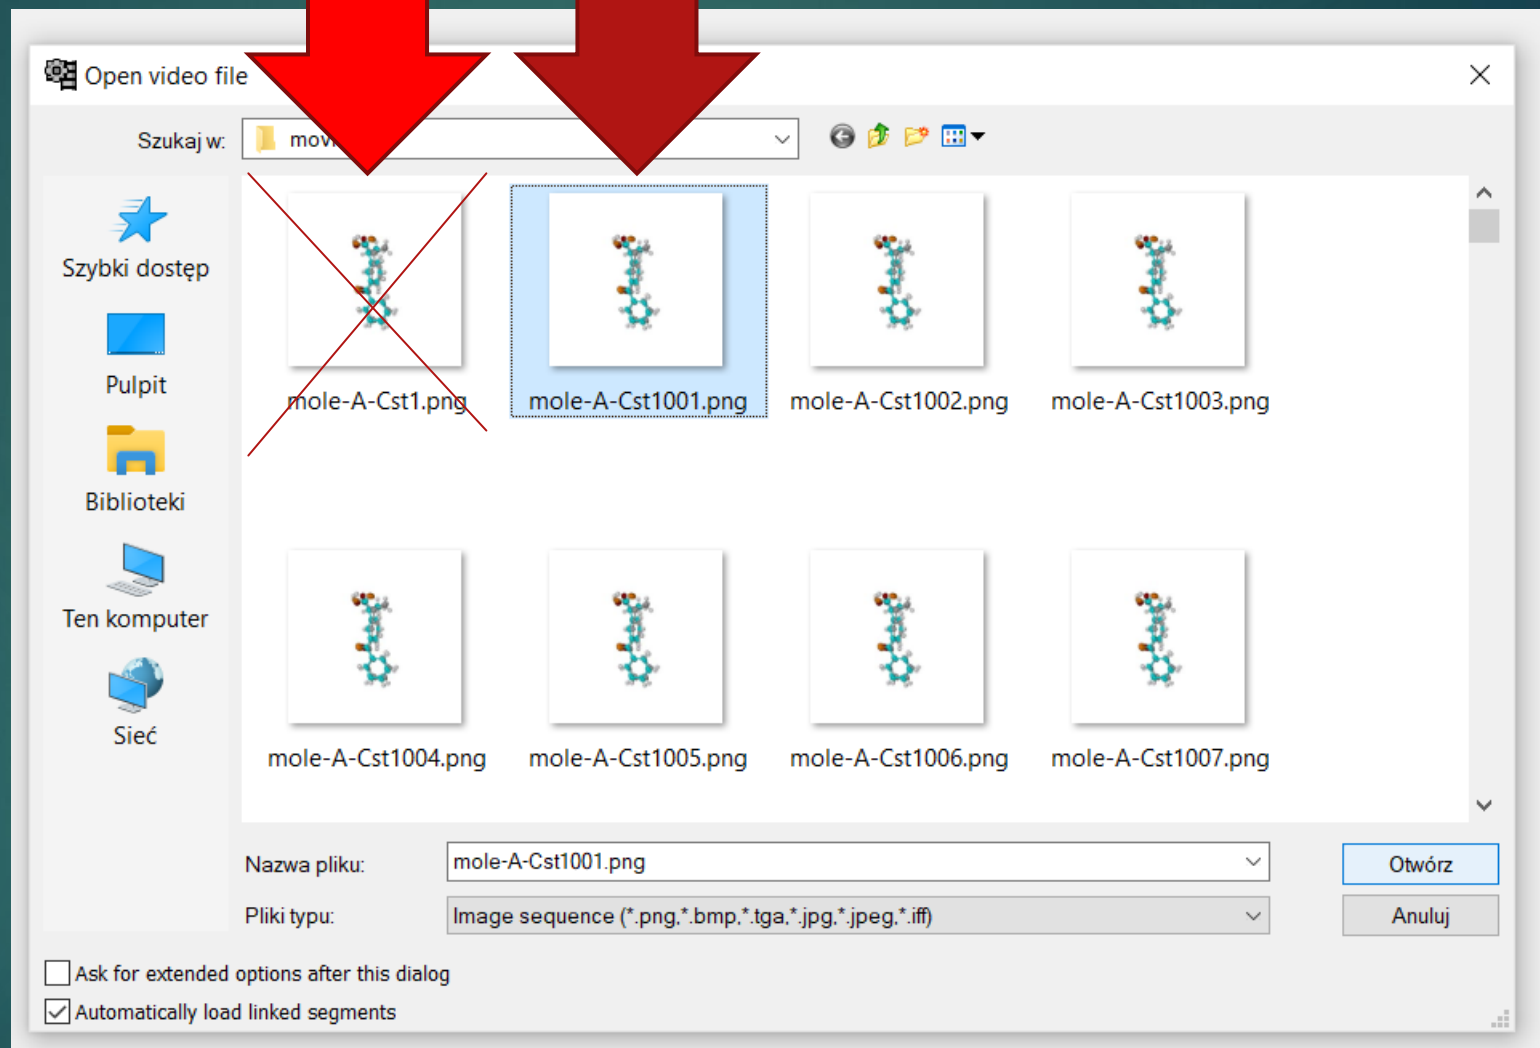 Open video file
Szukaj w:
Szybki dostęp
Pulpit
Biblioteki
Ten komputer
Sieć
mole-A-Cst1.png
mole-A-Cst1001.png
mole-A-Cst1002.png
mole-A-Cst1003.png
mole-A-Cst1004.png
mole-A-Cst1005.png
mole-A-Cst1006.png
mole-A-Cst1007.png
Nazwa pliku:
mole-A-Cst1001.png
Otwórz
Pliki typu:
Image sequence (*.png,*.bmp,*.tga,*.jpg,*.jpeg,*.iff)
Anuluj
Ask for extended options after this dialog
Automatically load linked segments